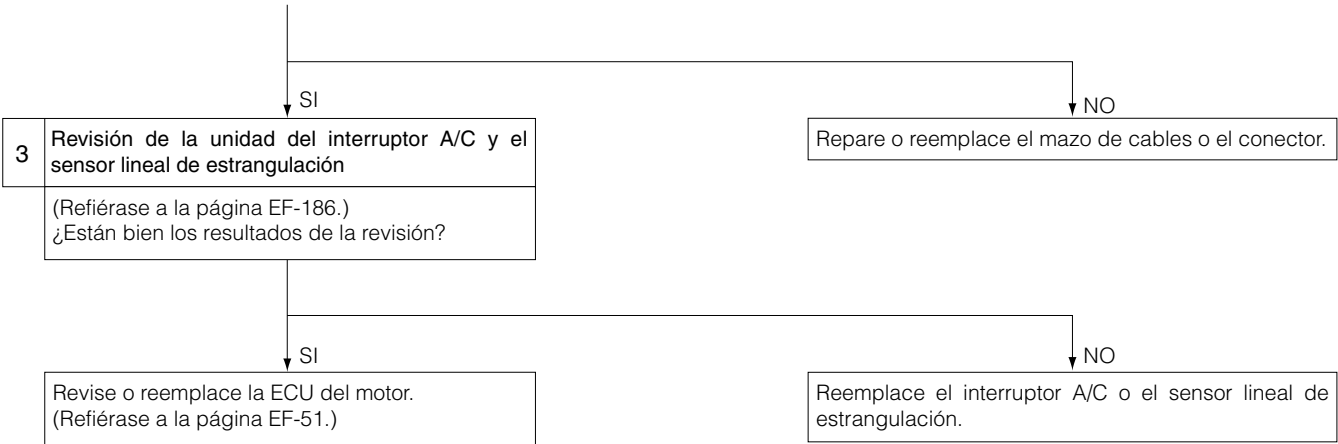 SI
NO
3
Revisión de la unidad del interruptor A/C y el
sensor lineal de estrangulación
Repare o reemplace el mazo de cables o el conector.
(Refiérase a la página EF-186.)
¿Están bien los resultados de la revisión?
SI
NO
Revise o reemplace la ECU del motor.
(Refiérase a la página EF-51.)
Reemplace el interruptor A/C o el sensor lineal de
estrangulación.